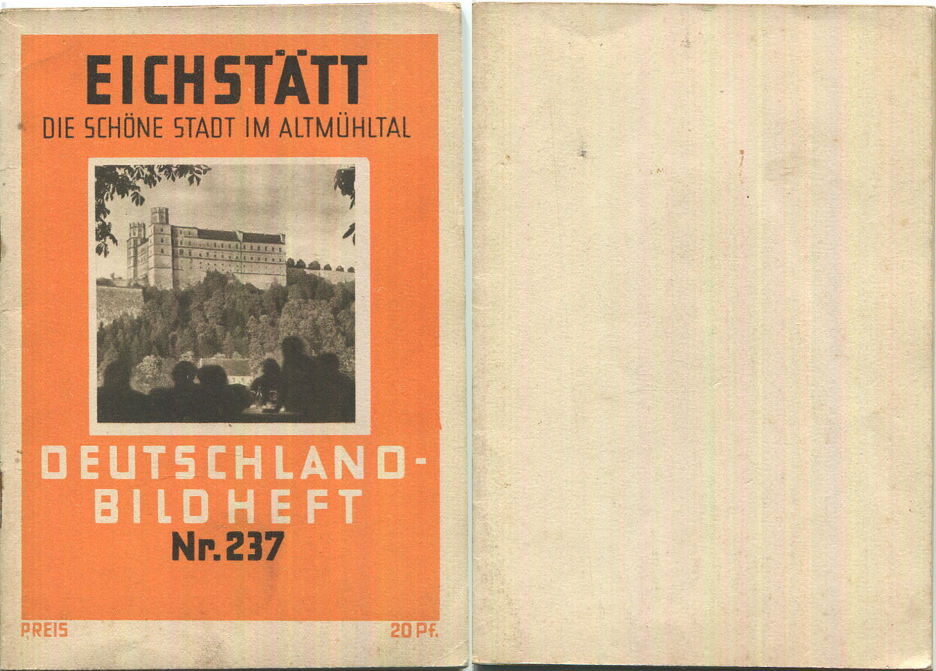 EICHSTÄTT
DIE SCHÖNE STADT IM ALTMÜHLTAL
DEUTSCHLAND-
BILDHEFT
Nr. 237
PREIS 20 Pf.